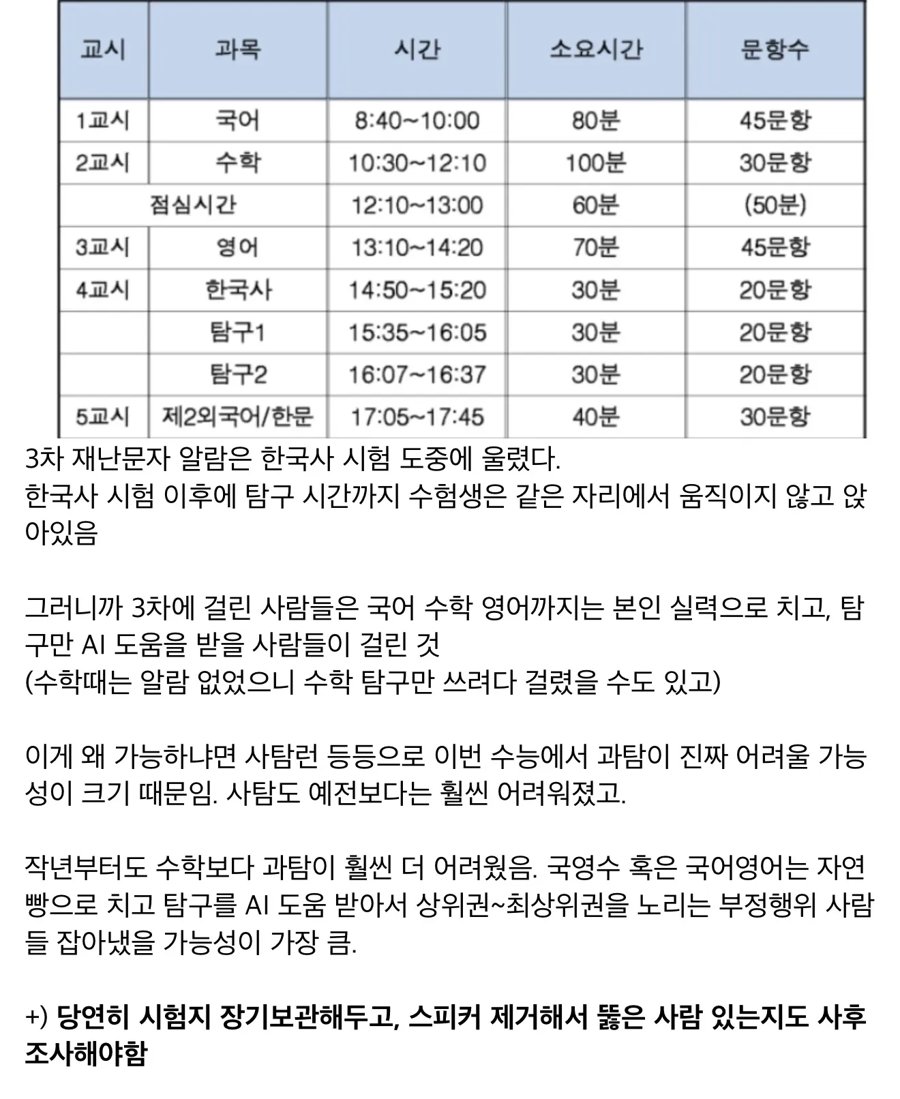 교시 과목 시간 소요시간 문항수
1교시 국어 8:40~10:00 80분 45문항
2교시 수학 10:30~12:10 100분 30문항
점심시간 12:10~13:00 60분 (50분)
3교시 영어 13:10~14:20 70분 45문항
4교시 한국사 14:50~15:20 30분 20문항
탐구1 15:35~16:05 30분 20문항
탐구2 16:07~16:37 30분 20문항
5교시 제2외국어/한문 17:05~17:45 40분 30문항
3차 재난문자 알람은 한국사 시험 도중에 울렸다.
한국사 시험 이후에 탐구 시간까지 수험생은 같은 자리에서 움직이지 않고 앉
아있음
그러니까 3차에 걸린 사람들은 국어 수학 영어까지는 본인 실력으로 치고, 탐
구만 AI 도움을 받을 사람들이 걸린 것
(수학때는 알람 없었으니 수학 탐구만 쓰려다 걸렸을 수도 있고)
이게 왜 가능하냐면 사탐런 등등으로 이번 수능에서 과탐이 진짜 어려울 가능
성이 크기 때문임. 사탐도 예전보다는 훨씬 어려워졌고.
작년부터도 수학보다 과탐이 훨씬 더 어려웠음. 국영수 혹은 국어영어는 자연
빵으로 치고 탐구를 AI 도움 받아서 상위권~최상위권을 노리는 부정행위 사람
들 잡아냈을 가능성이 가장 큼.
+) 당연히 시험지 장기보관해두고, 스피커 제거해서 뚫은 사람 있는지도 사후
조사해야함